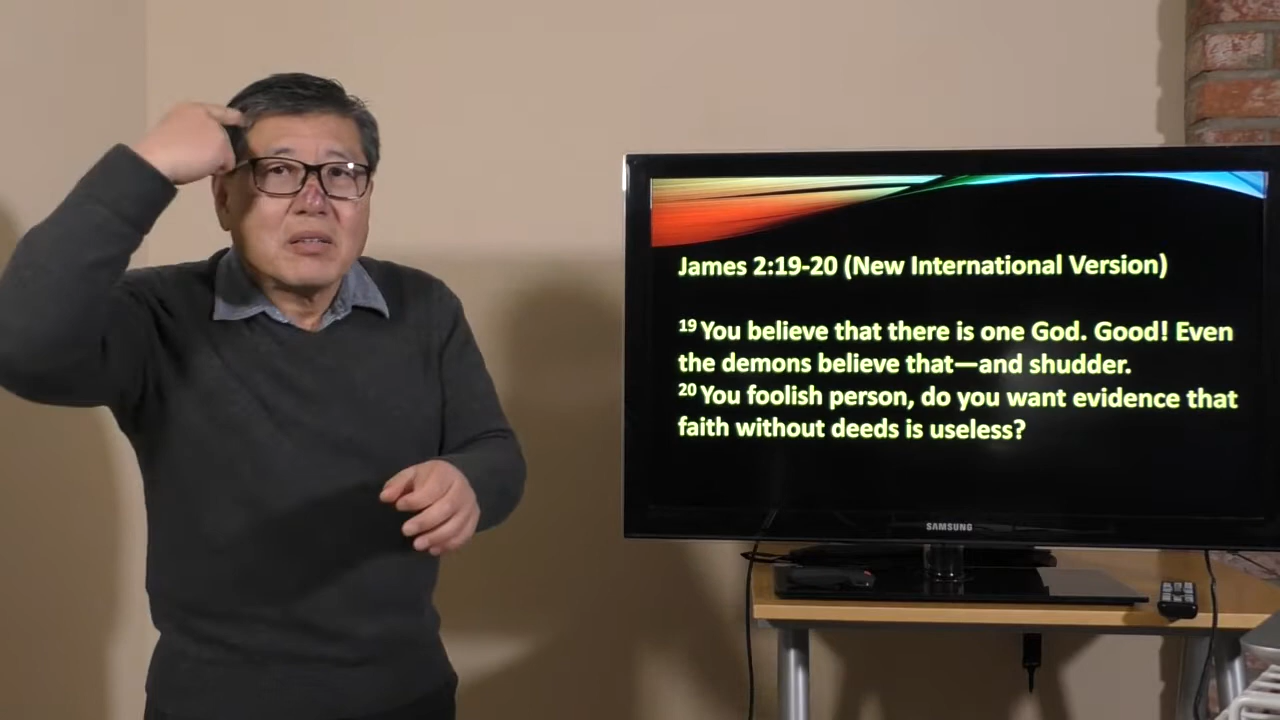 James 2:19-20 (New International Version)
19 You believe that there is one God. Good! Even
the demons believe that—and shudder.
20 You foolish person, do you want evidence that
faith without deeds is useless?
SAMSUNG